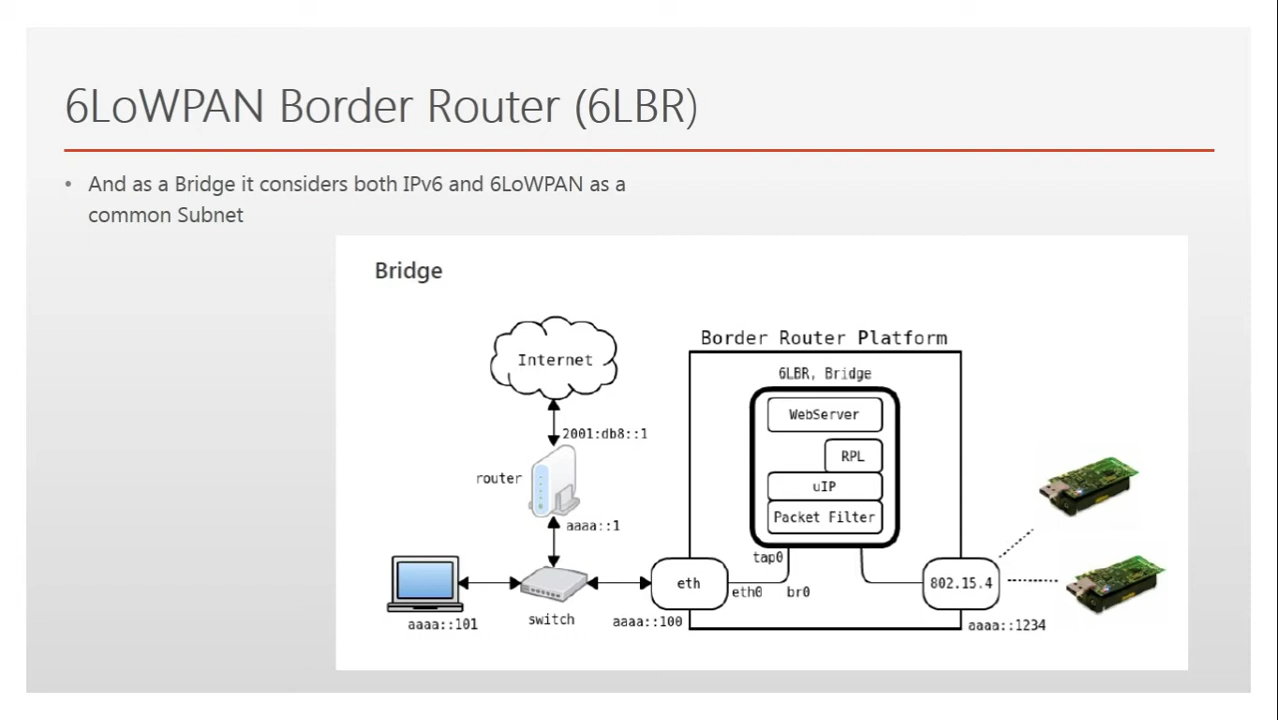 6LoWPAN Border Router (6LBR)
• And as a Bridge it considers both IPv6 and 6LoWPAN as a
common Subnet
Bridge
Internet
2001:db8::1
router
aaaa::1
switch
aaaa::101
Border Router Platform
6LBR, Bridge
WebServer
RPL
uIP
Packet Filter
tap0
eth
eth0
br0
aaaa::100
802.15.4
aaaa::1234